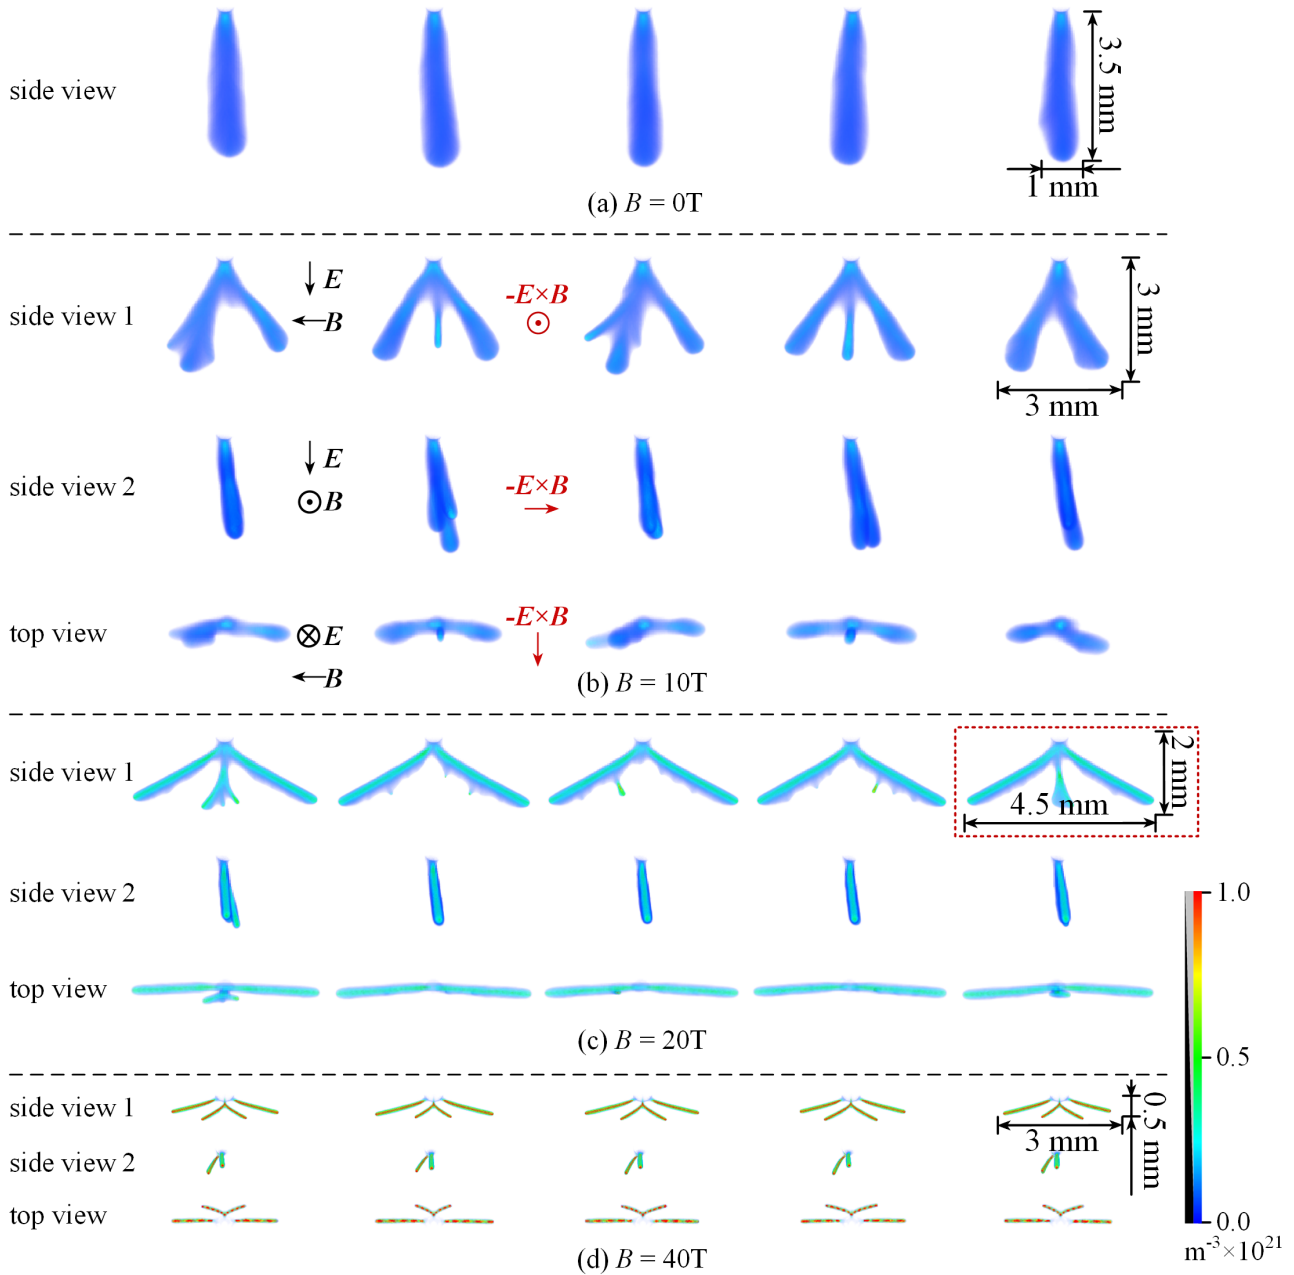 side view
3.5 mm
1 mm
(a) B = 0T
side view 1
E
B
-E×B
3 mm
3 mm
side view 2
E
B
-E×B
top view
E
B
-E×B
(b) B = 10T
side view 1
4.5 mm
2 mm
side view 2
top view
(c) B = 20T
1.0
0.5
0.0
m⁻³×10²¹
side view 1
3 mm
0.5 mm
side view 2
top view
(d) B = 40T